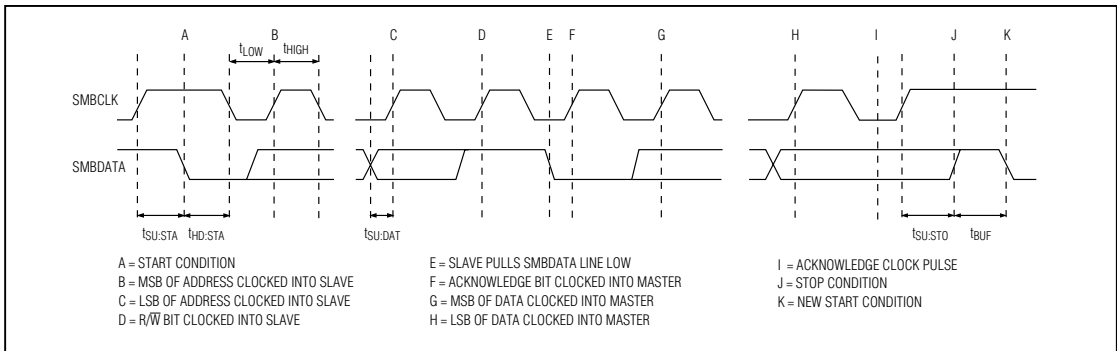 A B C D E F G H I J K
tLOW tHIGH
SMBCLK
SMBDATA
tSU:STA tHD:STA tSU:DAT tSU:STO tBUF
A = START CONDITION
B = MSB OF ADDRESS CLOCKED INTO SLAVE
C = LSB OF ADDRESS CLOCKED INTO SLAVE
D = R/W̅ BIT CLOCKED INTO SLAVE
E = SLAVE PULLS SMBDATA LINE LOW
F = ACKNOWLEDGE BIT CLOCKED INTO MASTER
G = MSB OF DATA CLOCKED INTO MASTER
H = LSB OF DATA CLOCKED INTO MASTER
I = ACKNOWLEDGE CLOCK PULSE
J = STOP CONDITION
K = NEW START CONDITION